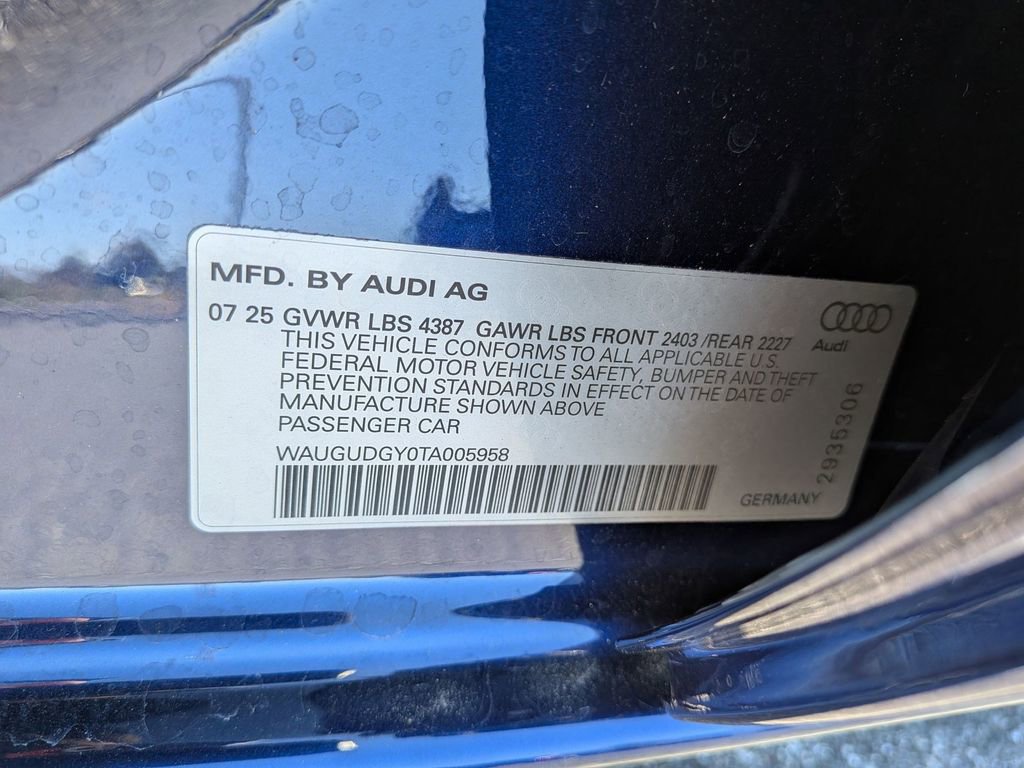 MFD. BY AUDI AG
07 25 GVWR LBS 4387 GAWR LBS FRONT 2403 /REAR 2227
THIS VEHICLE CONFORMS TO ALL APPLICABLE U.S.
FEDERAL MOTOR VEHICLE SAFETY, BUMPER AND THEFT
PREVENTION STANDARDS IN EFFECT ON THE DATE OF
MANUFACTURE SHOWN ABOVE
PASSENGER CAR
WAUGUDGY0TA005958
Audi
2935306
GERMANY